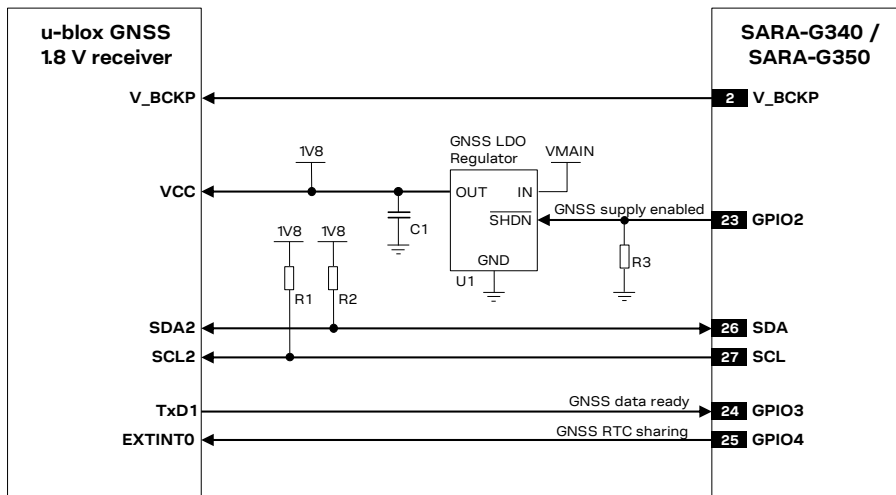 u-blox GNSS
1.8 V receiver
SARA-G340 /
SARA-G350
V_BCKP
2 V_BCKP
GNSS LDO
Regulator
VMAIN
1V8
VCC
OUT
IN
GNSS supply enabled
23 GPIO2
SHDN
C1
1V8
1V8
GND
R3
R1
R2
U1
SDA2
26 SDA
SCL2
27 SCL
TxD1
GNSS data ready
24 GPIO3
EXTINT0
GNSS RTC sharing
25 GPIO4